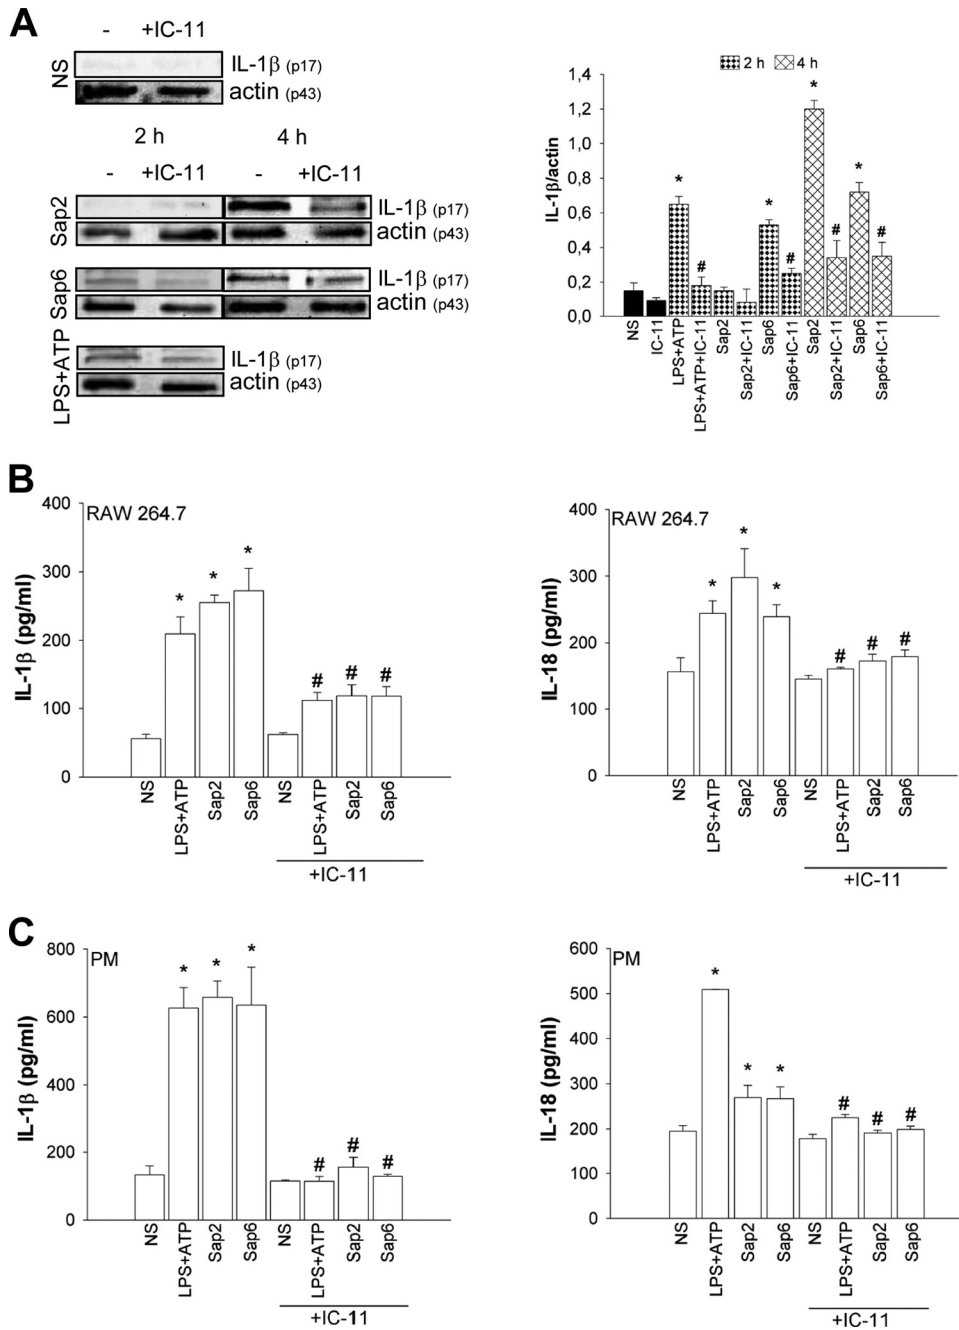 A
- +IC-11
NS
IL-1β (p17)
actin (p43)
2 h 4 h
- +IC-11 - +IC-11
Sap2
IL-1β (p17)
actin (p43)
Sap6
IL-1β (p17)
actin (p43)
LPS+ATP
IL-1β (p17)
actin (p43)
2 h 4 h
IL-1β/actin
1,4
1,2
1,0
0,8
0,6
0,4
0,2
0,0
* # * # * # * #
NS IC-11 LPS+ATP LPS+ATP+IC-11 Sap2 Sap2+IC-11 Sap6 Sap6+IC-11 Sap2 Sap2+IC-11 Sap6 Sap6+IC-11
B
RAW 264.7
IL-1β (pg/ml)
400
300
200
100
0
* * * # # #
NS LPS+ATP Sap2 Sap6 NS LPS+ATP Sap2 Sap6
+IC-11
RAW 264.7
IL-18 (pg/ml)
400
300
200
100
0
* * * # # #
NS LPS+ATP Sap2 Sap6 NS LPS+ATP Sap2 Sap6
+IC-11
C
PM
IL-1β (pg/ml)
800
600
400
200
0
* * * # # #
NS LPS+ATP Sap2 Sap6 NS LPS+ATP Sap2 Sap6
+IC-11
PM
IL-18 (pg/ml)
600
500
400
300
200
100
0
* * * # # #
NS LPS+ATP Sap2 Sap6 NS LPS+ATP Sap2 Sap6
+IC-11